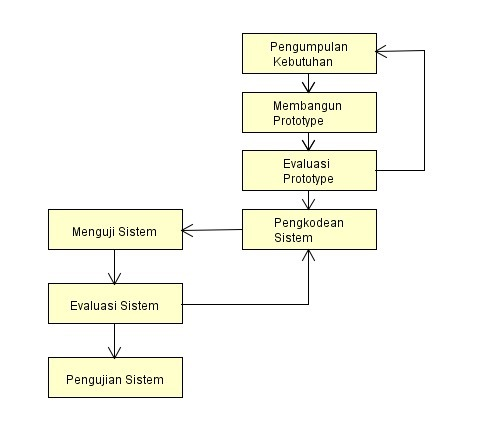 Pengumpulan
Kebutuhan
Membangun
Prototype
Evaluasi
Prototype
Pengkodean
Sistem
Menguji Sistem
Evaluasi Sistem
Pengujian Sistem